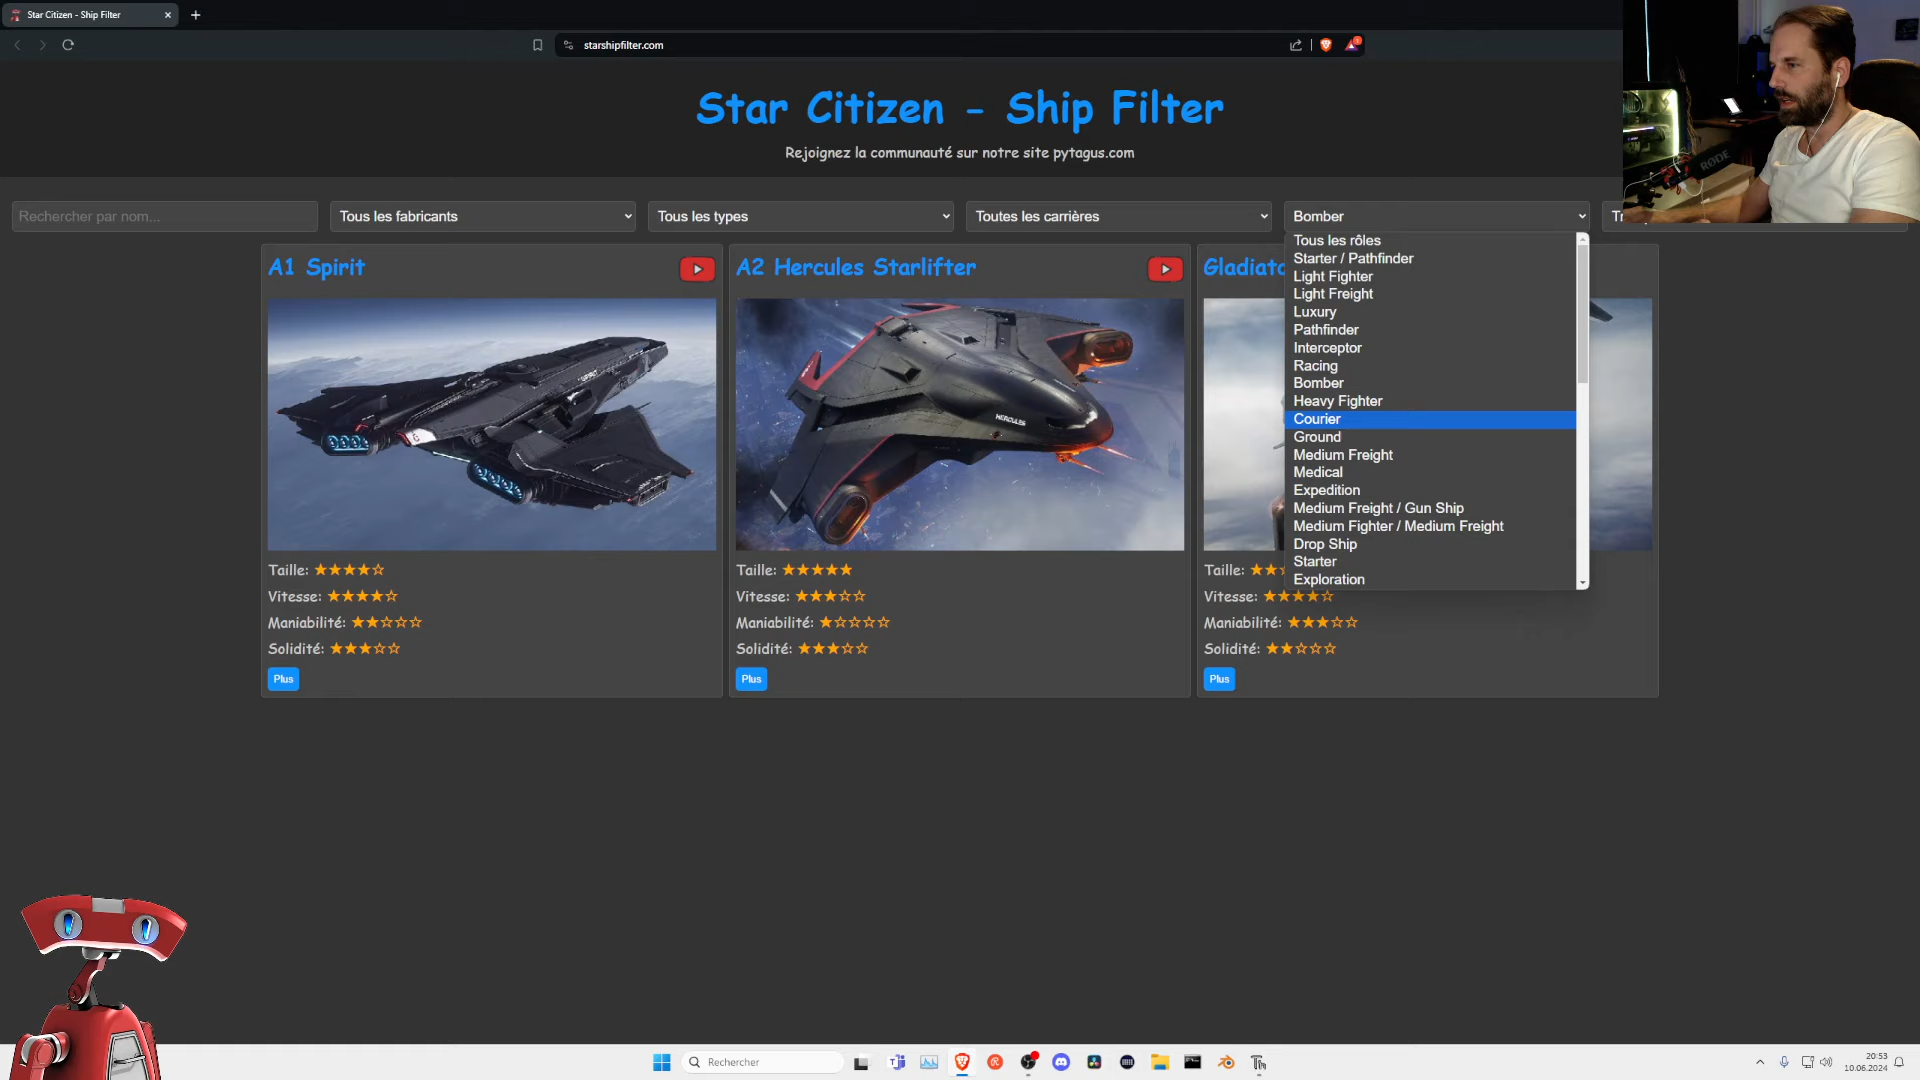 Star Citizen - Ship Filter
starshipfilter.com
Star Citizen - Ship Filter
Rejoignez la communauté sur notre site pytagus.com
Rechercher par nom...
Tous les fabricants
Tous les types
Toutes les carrières
Bomber
Tous les rôles
Starter / Pathfinder
Light Fighter
Light Freight
Luxury
Pathfinder
Interceptor
Racing
Bomber
Heavy Fighter
Courier
Ground
Medium Freight
Medical
Expedition
Medium Freight / Gun Ship
Medium Fighter / Medium Freight
Drop Ship
Starter
Exploration
A1 Spirit
SPIRIT
Taille: ★★★★☆
Vitesse: ★★★★☆
Maniabilité: ★★☆☆☆
Solidité: ★★★☆☆
Plus
A2 Hercules Starlifter
HERCULES
Taille: ★★★★★
Vitesse: ★★★☆☆
Maniabilité: ★☆☆☆☆
Solidité: ★★★☆☆
Plus
Taille:
Vitesse: ★★★★☆
Maniabilité: ★★★☆☆
Solidité: ★★☆☆☆
Plus
RØDE
Rechercher
20:53
10.06.2024